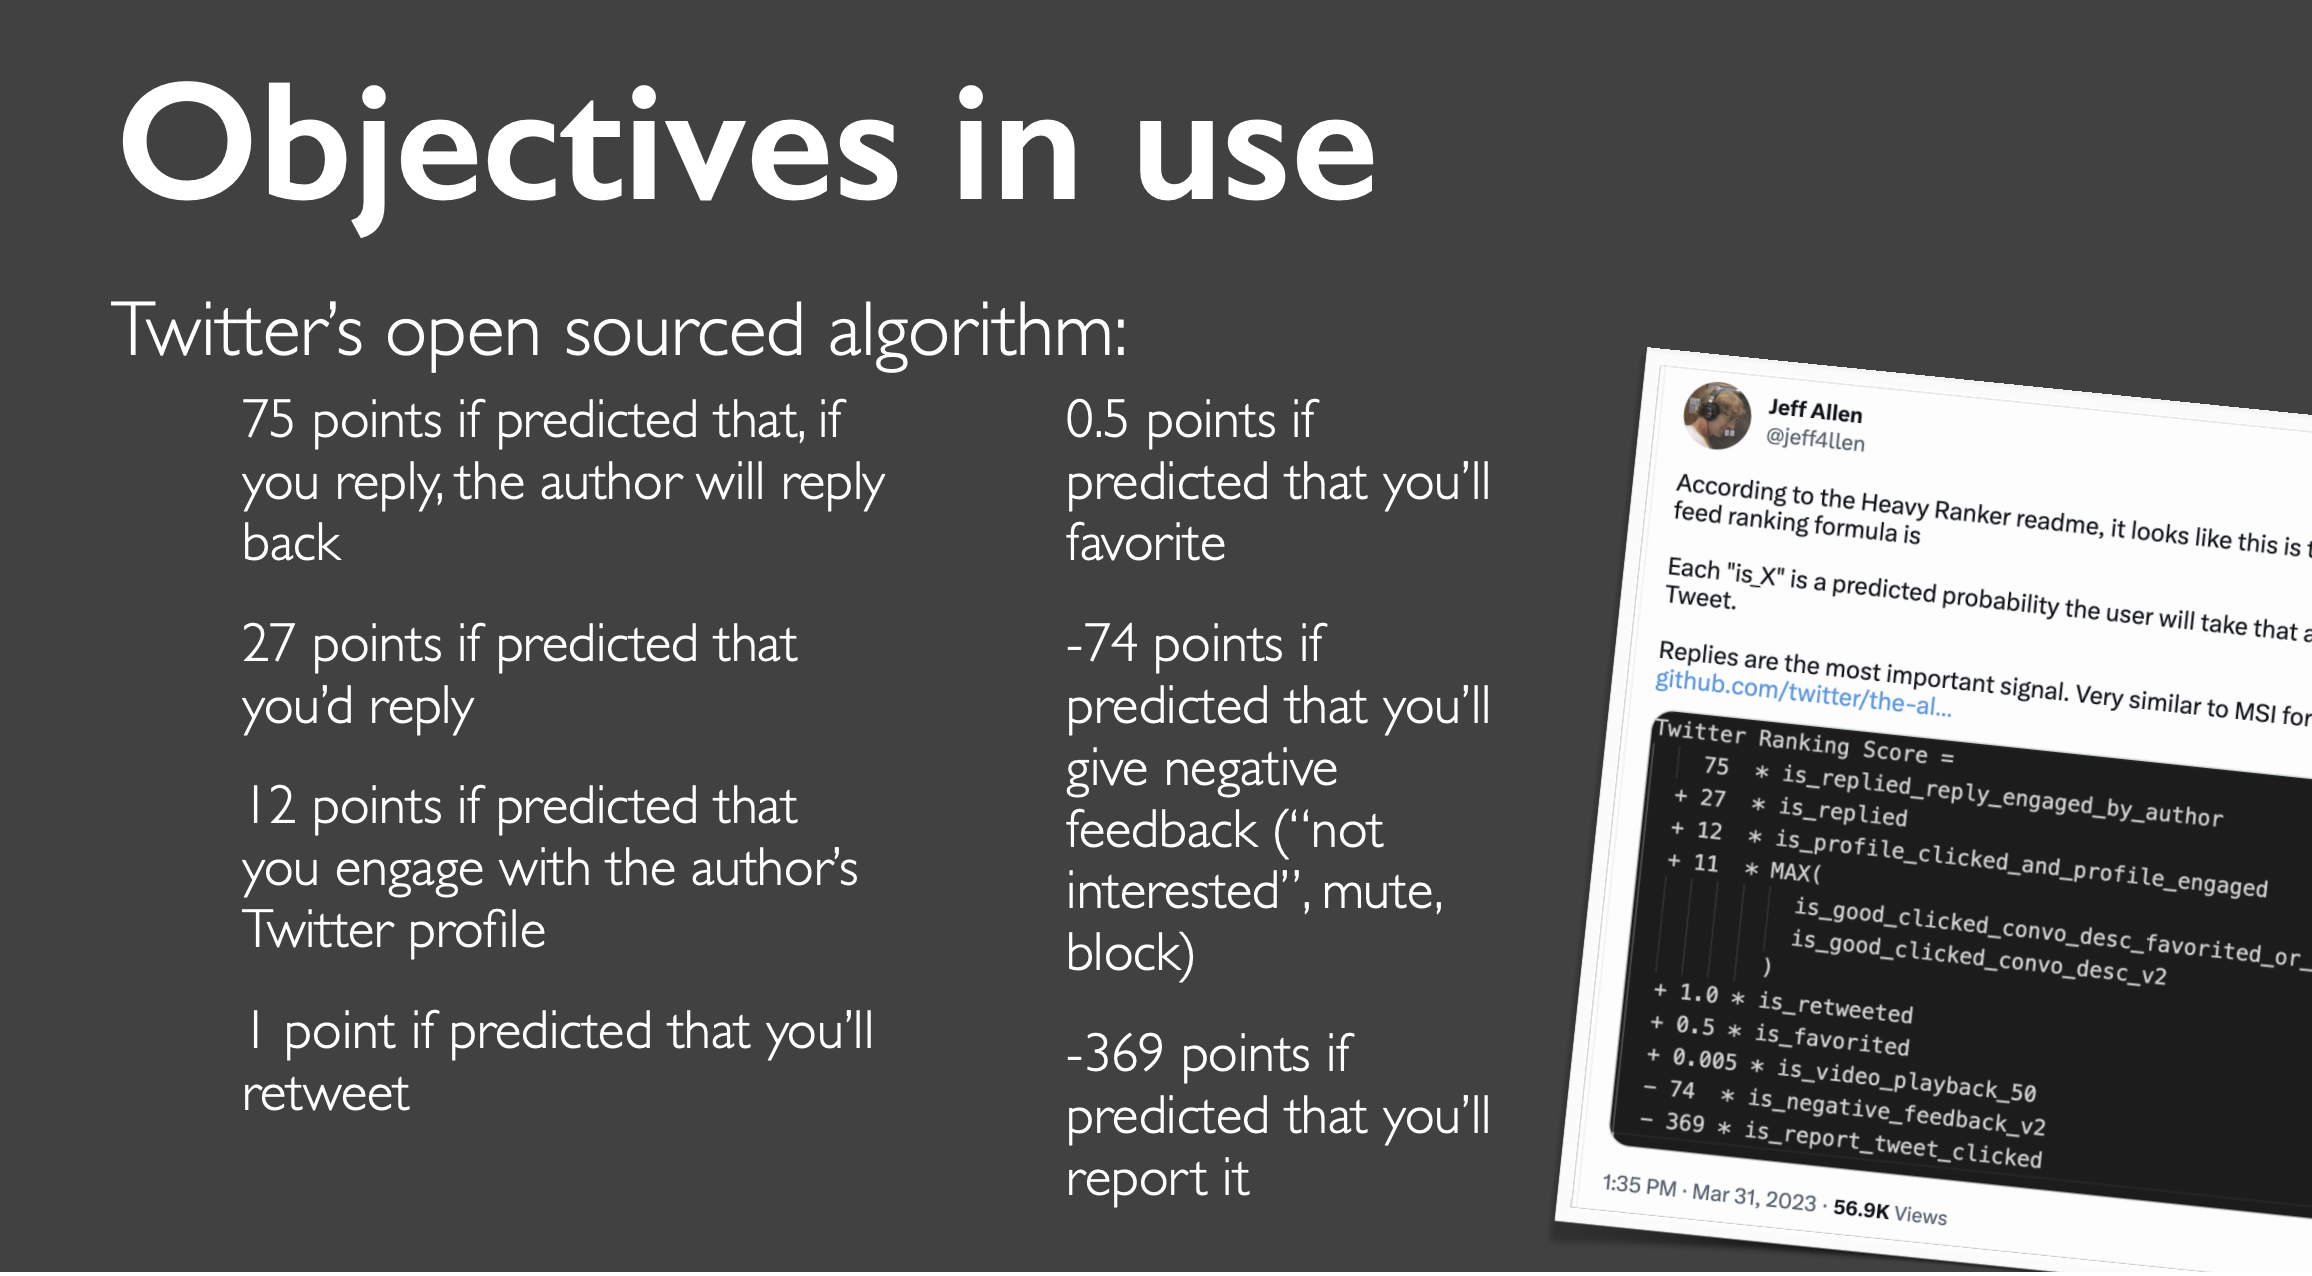 Objectives in use
Twitter’s open sourced algorithm:
75 points if predicted that, if
you reply, the author will reply
back
27 points if predicted that
you’d reply
12 points if predicted that
you engage with the author’s
Twitter profile
1 point if predicted that you’ll
retweet
0.5 points if
predicted that you’ll
favorite
-74 points if
predicted that you’ll
give negative
feedback (“not
interested”, mute,
block)
-369 points if
predicted that you’ll
report it
Jeff Allen
@jeff4llen
According to the Heavy Ranker readme, it looks like this is
feed ranking formula is
Each "is_X" is a predicted probability the user will take that
Tweet.
Replies are the most important signal. Very similar to MSI for
github.com/twitter/the-al...
Twitter Ranking Score =
75 * is_replied_reply_engaged_by_author
+ 27 * is_replied
+ 12 * is_profile_clicked_and_profile_engaged
+ 11 * MAX(
is_good_clicked_convo_desc_favorited_or_
is_good_clicked_convo_desc_v2
)
+ 1.0 * is_retweeted
+ 0.5 * is_favorited
+ 0.005 * is_video_playback_50
– 74 * is_negative_feedback_v2
– 369 * is_report_tweet_clicked
1:35 PM · Mar 31, 2023 · 56.9K Views